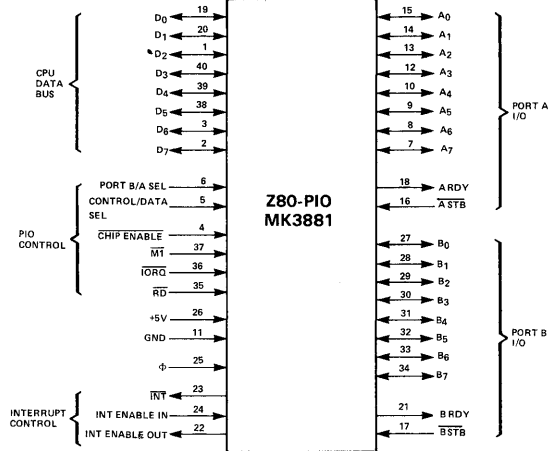 D0 19
D1 20
D2 1
D3 40
D4 39
D5 38
D6 3
D7 2
CPU
DATA
BUS
PORT B/A SEL 6
CONTROL/DATA 5
SEL
CHIP ENABLE 4
M1 37
IORQ 36
RD 35
PIO
CONTROL
+5V 26
GND 11
Φ 25
INT 23
INT ENABLE IN 24
INT ENABLE OUT 22
INTERRUPT
CONTROL
Z80-PIO
MK3881
15 A0
14 A1
13 A2
12 A3
10 A4
9 A5
8 A6
7 A7
18 ARDY
16 ASTB
PORT A
I/O
27 B0
28 B1
29 B2
30 B3
31 B4
32 B5
33 B6
34 B7
21 BRDY
17 BSTB
PORT B
I/O